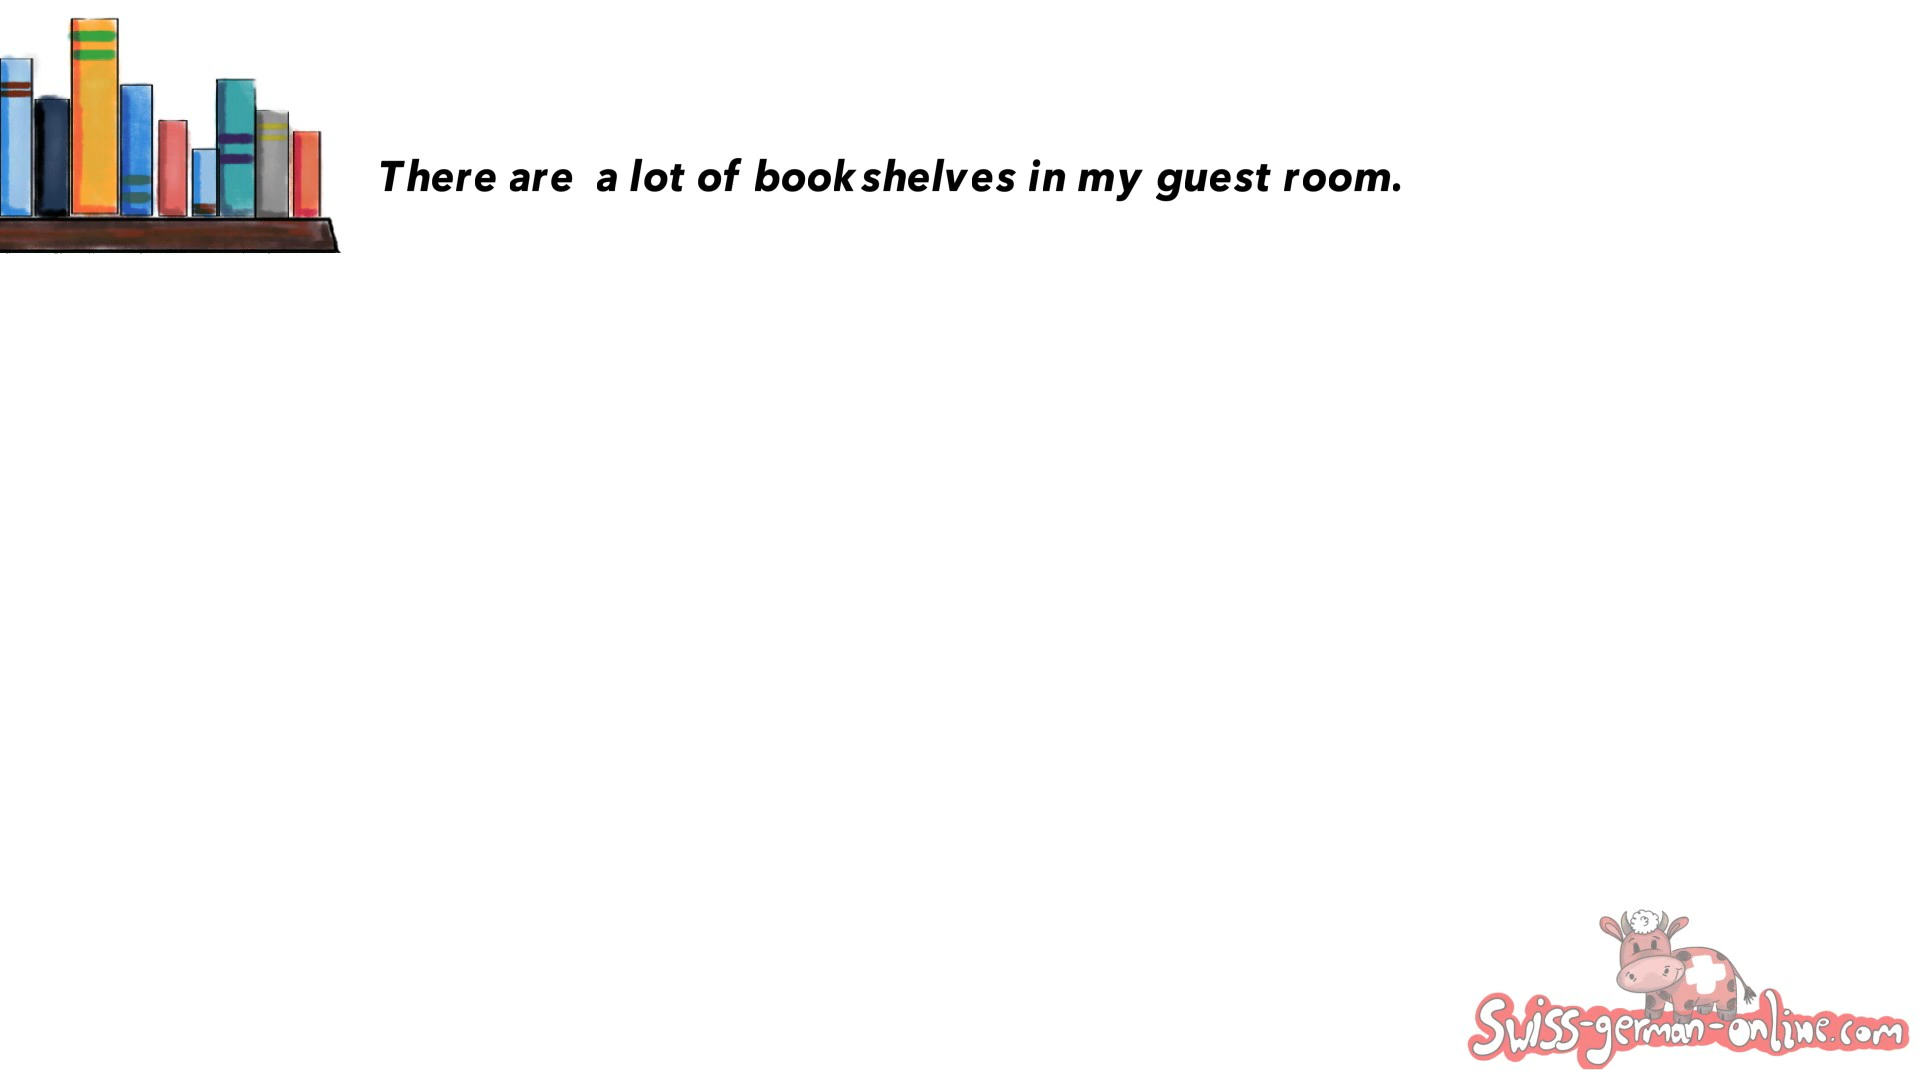 There are  a lot of bookshelves in my guest room.
Swiss-german-online.com